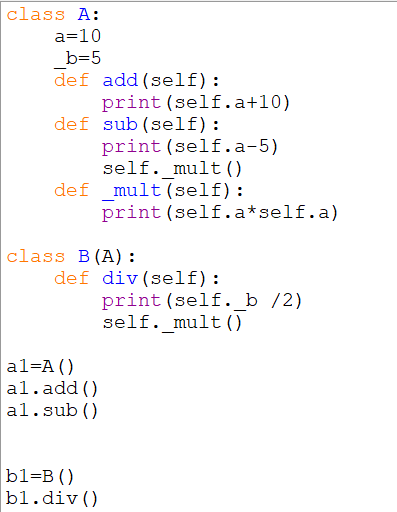 class A:
    a=10
    _b=5
    def add(self):
        print(self.a+10)
    def sub(self):
        print(self.a-5)
        self._mult()
    def _mult(self):
        print(self.a*self.a)

class B(A):
    def div(self):
        print(self._b /2)
        self._mult()

a1=A()
a1.add()
a1.sub()


b1=B()
b1.div()